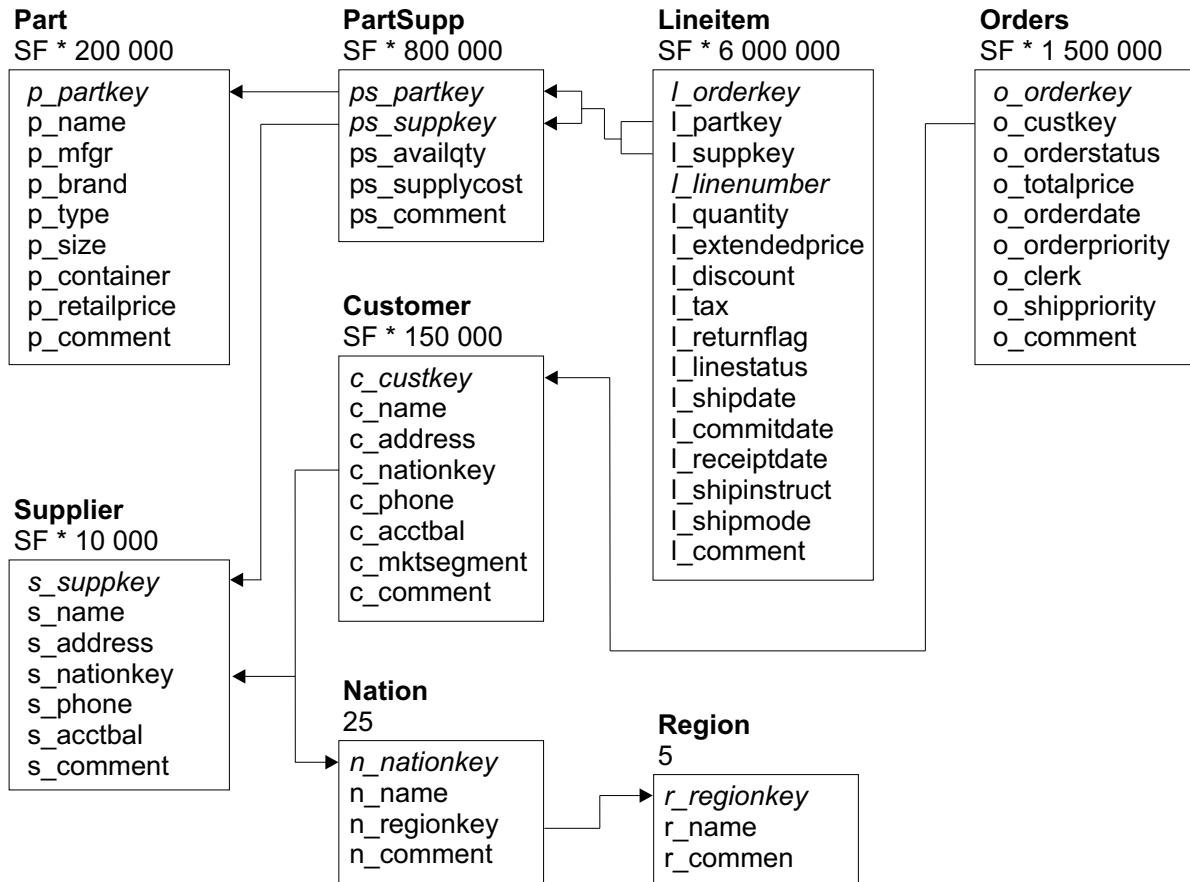 Part
SF * 200 000
p_partkey
p_name
p_mfgr
p_brand
p_type
p_size
p_container
p_retailprice
p_comment
PartSupp
SF * 800 000
ps_partkey
ps_suppkey
ps_availqty
ps_supplycost
ps_comment
Lineitem
SF * 6 000 000
l_orderkey
l_partkey
l_suppkey
l_linenumber
l_quantity
l_extendedprice
l_discount
l_tax
l_returnflag
l_linestatus
l_shipdate
l_commitdate
l_receiptdate
l_shipinstruct
l_shipmode
l_comment
Orders
SF * 1 500 000
o_orderkey
o_custkey
o_orderstatus
o_totalprice
o_orderdate
o_orderpriority
o_clerk
o_shippriority
o_comment
Customer
SF * 150 000
c_custkey
c_name
c_address
c_nationkey
c_phone
c_acctbal
c_mktsegment
c_comment
Supplier
SF * 10 000
s_suppkey
s_name
s_address
s_nationkey
s_phone
s_acctbal
s_comment
Nation
25
n_nationkey
n_name
n_regionkey
n_comment
Region
5
r_regionkey
r_name
r_commen